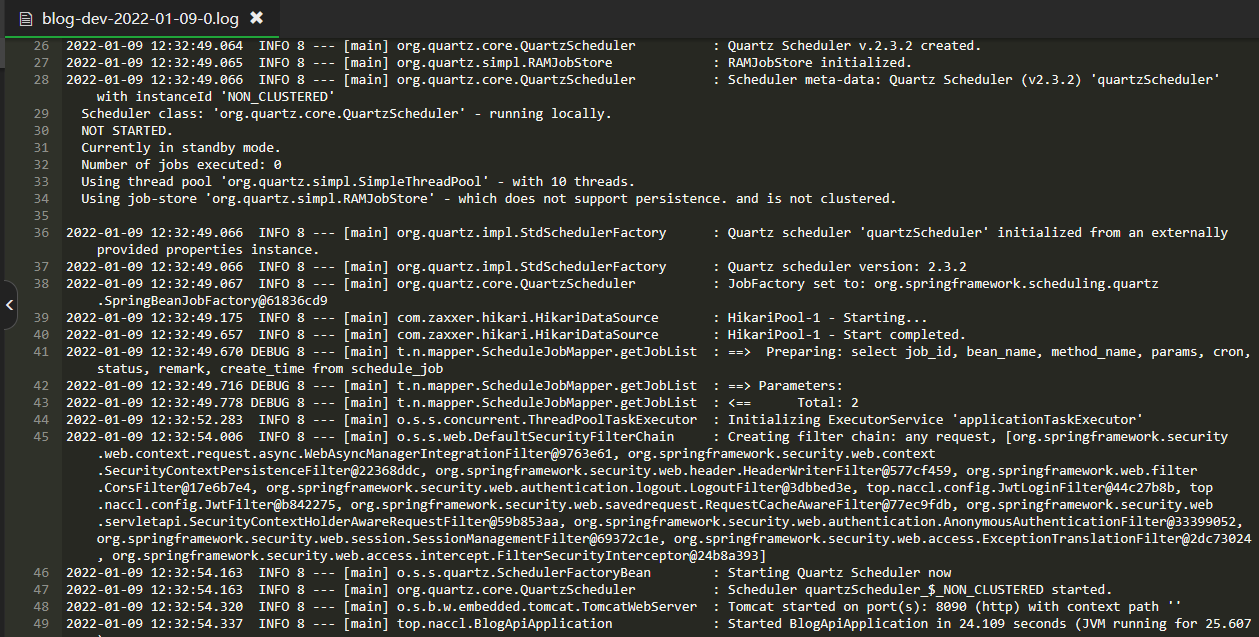 blog-dev-2022-01-09-0.log ✖
26 2022-01-09 12:32:49.064  INFO 8 --- [main] org.quartz.core.QuartzScheduler          : Quartz Scheduler v.2.3.2 created.
27 2022-01-09 12:32:49.065  INFO 8 --- [main] org.quartz.simpl.RAMJobStore             : RAMJobStore initialized.
28 2022-01-09 12:32:49.066  INFO 8 --- [main] org.quartz.core.QuartzScheduler          : Scheduler meta-data: Quartz Scheduler (v2.3.2) 'quartzScheduler'
with instanceId 'NON_CLUSTERED'
29   Scheduler class: 'org.quartz.core.QuartzScheduler' - running locally.
30   NOT STARTED.
31   Currently in standby mode.
32   Number of jobs executed: 0
33   Using thread pool 'org.quartz.simpl.SimpleThreadPool' - with 10 threads.
34   Using job-store 'org.quartz.simpl.RAMJobStore' - which does not support persistence. and is not clustered.
35
36 2022-01-09 12:32:49.066  INFO 8 --- [main] org.quartz.impl.StdSchedulerFactory      : Quartz scheduler 'quartzScheduler' initialized from an externally
provided properties instance.
37 2022-01-09 12:32:49.066  INFO 8 --- [main] org.quartz.impl.StdSchedulerFactory      : Quartz scheduler version: 2.3.2
38 2022-01-09 12:32:49.067  INFO 8 --- [main] org.quartz.core.QuartzScheduler          : JobFactory set to: org.springframework.scheduling.quartz
.SpringBeanJobFactory@61836cd9
39 2022-01-09 12:32:49.175  INFO 8 --- [main] com.zaxxer.hikari.HikariDataSource       : HikariPool-1 - Starting...
40 2022-01-09 12:32:49.657  INFO 8 --- [main] com.zaxxer.hikari.HikariDataSource       : HikariPool-1 - Start completed.
41 2022-01-09 12:32:49.670 DEBUG 8 --- [main] t.n.mapper.ScheduleJobMapper.getJobList  : ==>  Preparing: select job_id, bean_name, method_name, params, cron,
status, remark, create_time from schedule_job
42 2022-01-09 12:32:49.716 DEBUG 8 --- [main] t.n.mapper.ScheduleJobMapper.getJobList  : ==> Parameters:
43 2022-01-09 12:32:49.778 DEBUG 8 --- [main] t.n.mapper.ScheduleJobMapper.getJobList  : <==      Total: 2
44 2022-01-09 12:32:52.283  INFO 8 --- [main] o.s.s.concurrent.ThreadPoolTaskExecutor  : Initializing ExecutorService 'applicationTaskExecutor'
45 2022-01-09 12:32:54.006  INFO 8 --- [main] o.s.s.web.DefaultSecurityFilterChain     : Creating filter chain: any request, [org.springframework.security
.web.context.request.async.WebAsyncManagerIntegrationFilter@9763e61, org.springframework.security.web.context
.SecurityContextPersistenceFilter@22368ddc, org.springframework.security.web.header.HeaderWriterFilter@577cf459, org.springframework.web.filter
.CorsFilter@17e6b7e4, org.springframework.security.web.authentication.logout.LogoutFilter@3dbbed3e, top.naccl.config.JwtLoginFilter@44c27b8b, top
.naccl.config.JwtFilter@b842275, org.springframework.security.web.savedrequest.RequestCacheAwareFilter@77ec9fdb, org.springframework.security.web
.servletapi.SecurityContextHolderAwareRequestFilter@59b853aa, org.springframework.security.web.authentication.AnonymousAuthenticationFilter@33399052,
org.springframework.security.web.session.SessionManagementFilter@69372c1e, org.springframework.security.web.access.ExceptionTranslationFilter@2dc73024
, org.springframework.security.web.access.intercept.FilterSecurityInterceptor@24b8a393]
46 2022-01-09 12:32:54.163  INFO 8 --- [main] o.s.s.quartz.SchedulerFactoryBean        : Starting Quartz Scheduler now
47 2022-01-09 12:32:54.163  INFO 8 --- [main] org.quartz.core.QuartzScheduler          : Scheduler quartzScheduler_$_NON_CLUSTERED started.
48 2022-01-09 12:32:54.320  INFO 8 --- [main] o.s.b.w.embedded.tomcat.TomcatWebServer  : Tomcat started on port(s): 8090 (http) with context path ''
49 2022-01-09 12:32:54.337  INFO 8 --- [main] top.naccl.BlogApiApplication             : Started BlogApiApplication in 24.109 seconds (JVM running for 25.607